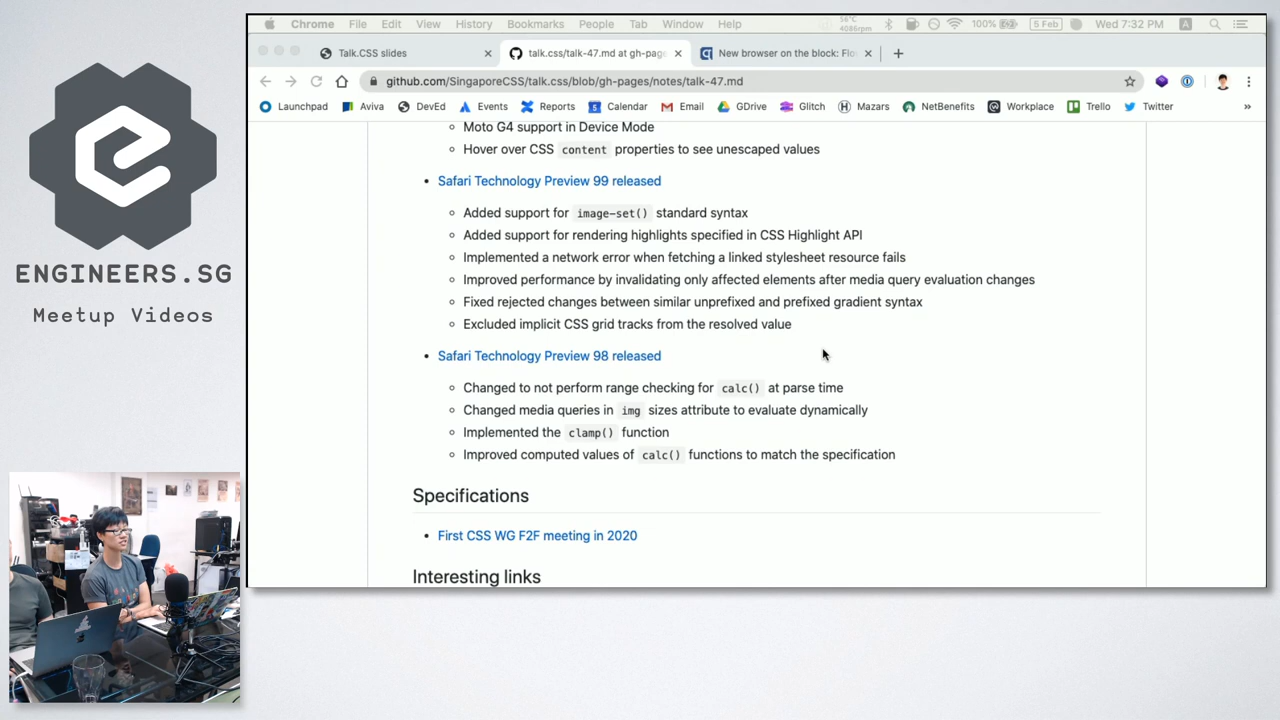 Chrome File Edit View History Bookmarks People Tab Window Help 56°C 4086rpm 100% 5 Feb Wed 7:32 PM A
Talk.CSS slides talk.css/talk-47.md at gh-page New browser on the block: Flo
github.com/SingaporeCSS/talk.css/blob/gh-pages/notes/talk-47.md
Launchpad Aviva DevEd Events Reports 5 Calendar Email GDrive Glitch Mazars NetBenefits Workplace Trello Twitter »
Moto G4 support in Device Mode
Hover over CSS content properties to see unescaped values
Safari Technology Preview 99 released
Added support for image-set() standard syntax
Added support for rendering highlights specified in CSS Highlight API
Implemented a network error when fetching a linked stylesheet resource fails
Improved performance by invalidating only affected elements after media query evaluation changes
Fixed rejected changes between similar unprefixed and prefixed gradient syntax
Excluded implicit CSS grid tracks from the resolved value
Safari Technology Preview 98 released
Changed to not perform range checking for calc() at parse time
Changed media queries in img sizes attribute to evaluate dynamically
Implemented the clamp() function
Improved computed values of calc() functions to match the specification
Specifications
First CSS WG F2F meeting in 2020
Interesting links
ENGINEERS.SG
Meetup Videos